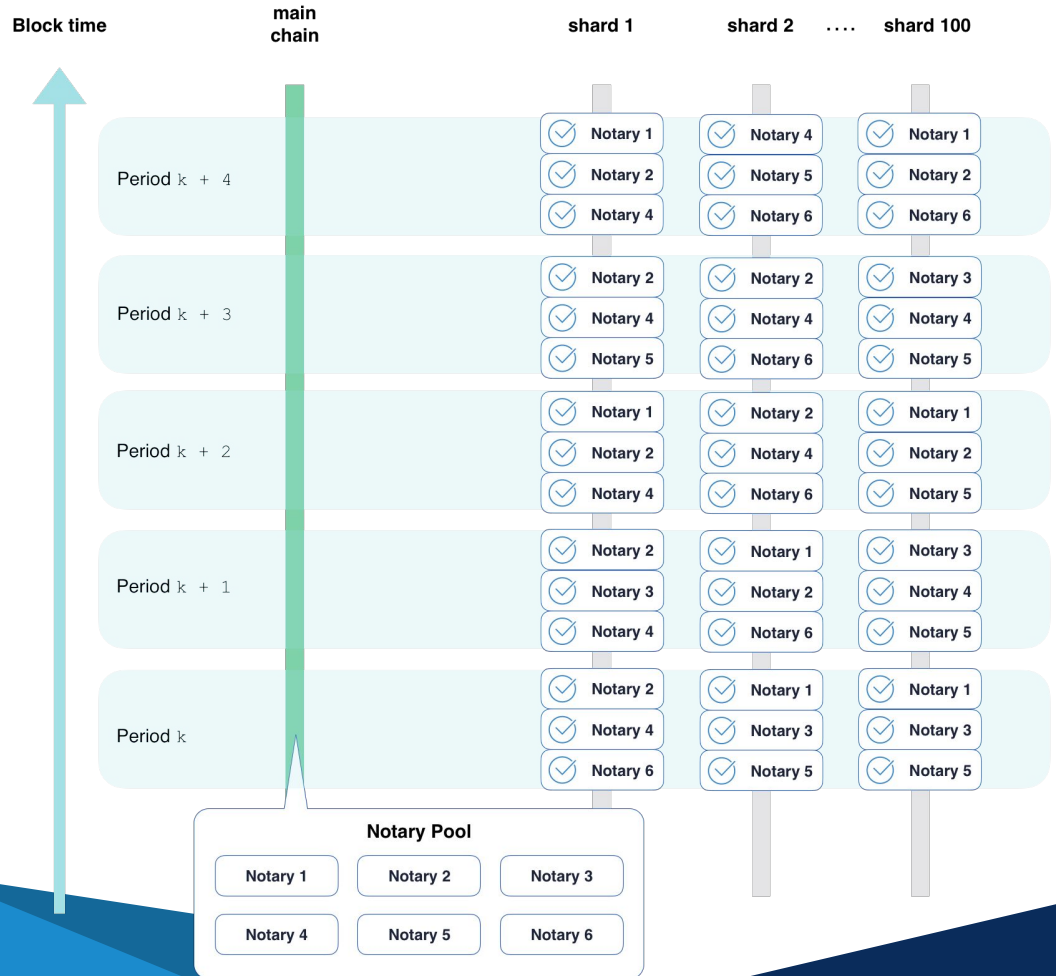 Block time
main
chain
shard 1
shard 2
....
shard 100
Period k + 4
Notary 1
Notary 2
Notary 4
Notary 4
Notary 5
Notary 6
Notary 1
Notary 2
Notary 6
Period k + 3
Notary 2
Notary 4
Notary 5
Notary 2
Notary 4
Notary 6
Notary 3
Notary 4
Notary 5
Period k + 2
Notary 1
Notary 2
Notary 4
Notary 2
Notary 4
Notary 6
Notary 1
Notary 2
Notary 5
Period k + 1
Notary 2
Notary 3
Notary 4
Notary 1
Notary 2
Notary 6
Notary 3
Notary 4
Notary 5
Period k
Notary 2
Notary 4
Notary 6
Notary 1
Notary 3
Notary 5
Notary 1
Notary 3
Notary 5
Notary Pool
Notary 1
Notary 2
Notary 3
Notary 4
Notary 5
Notary 6